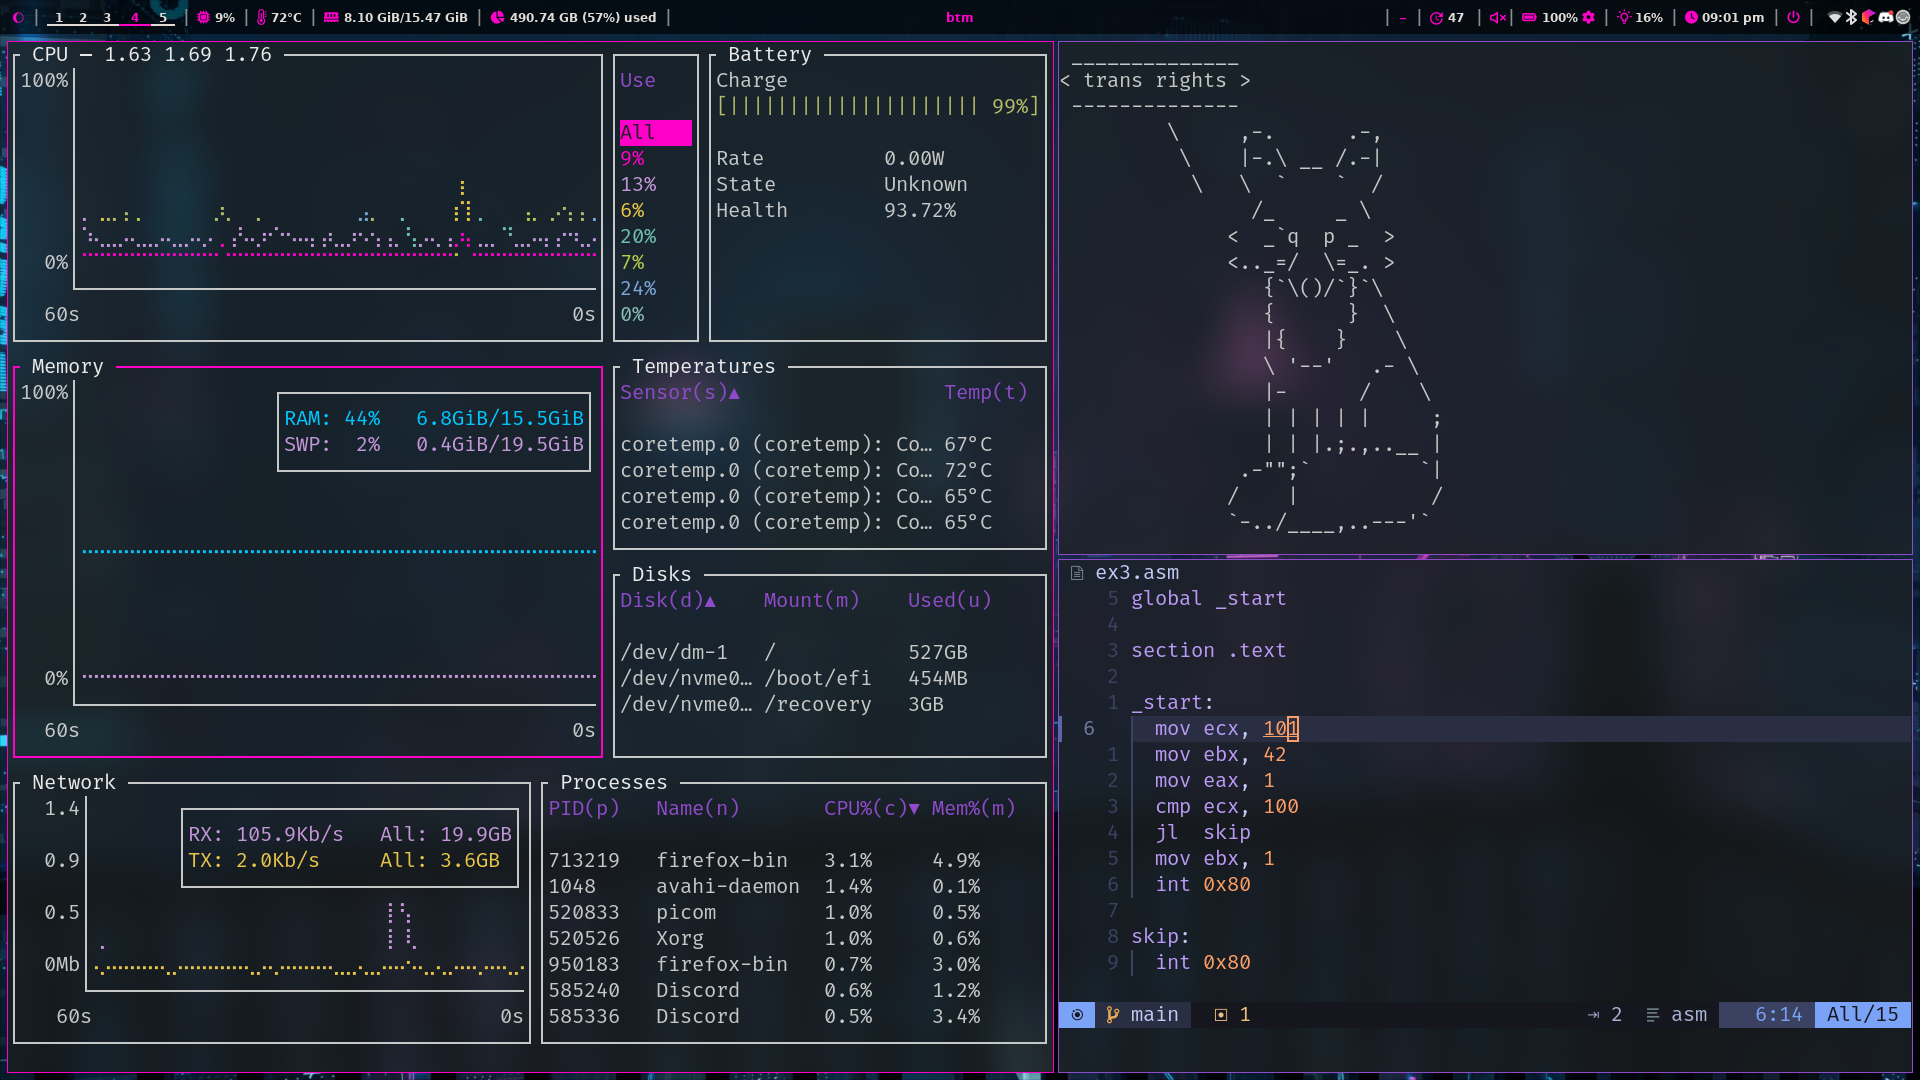 1 2 3 4 5 | 9% | 72°C | 8.10 GiB/15.47 GiB | 490.74 GB (57%) used |
btm
| - | 47 | | 100% | 16% | 09:01 pm | |
CPU — 1.63 1.69 1.76
100%
0%
60s 0s
Use
All
9%
13%
6%
20%
7%
24%
0%
Battery
Charge
[||||||||||||||||||||| 99%]
Rate 0.00W
State Unknown
Health 93.72%
Memory
100%
RAM: 44% 6.8GiB/15.5GiB
SWP: 2% 0.4GiB/19.5GiB
0%
60s 0s
Temperatures
Sensor(s)▲ Temp(t)
coretemp.0 (coretemp): Co… 67°C
coretemp.0 (coretemp): Co… 72°C
coretemp.0 (coretemp): Co… 65°C
coretemp.0 (coretemp): Co… 65°C
Disks
Disk(d)▲ Mount(m) Used(u)
/dev/dm-1 / 527GB
/dev/nvme0… /boot/efi 454MB
/dev/nvme0… /recovery 3GB
Network
1.4
0.9
0.5
0Mb
RX: 105.9Kb/s All: 19.9GB
TX: 2.0Kb/s All: 3.6GB
60s 0s
Processes
PID(p) Name(n) CPU%(c)▼ Mem%(m)
713219 firefox-bin 3.1% 4.9%
1048 avahi-daemon 1.4% 0.1%
520833 picom 1.0% 0.5%
520526 Xorg 1.0% 0.6%
950183 firefox-bin 0.7% 3.0%
585240 Discord 0.6% 1.2%
585336 Discord 0.5% 3.4%
______________
< trans rights >
--------------
\ ,-. .-,
\ |-.\ __ /.-|
\ \ ` ` /
/_ _ \
< _`q p _ >
<.._=/ \=_. >
{`\()/`}`\
{ } \
|{ } \
\ '--' .- \
|- / \
| | | | | ;
| | |.;.,..__ |
.-"";` `|
/ | /
`-../____,..---'`
ex3.asm
5 global _start
4
3 section .text
2
1 _start:
6 mov ecx, 101
1 mov ebx, 42
2 mov eax, 1
3 cmp ecx, 100
4 jl skip
5 mov ebx, 1
6 int 0x80
7
8 skip:
9 int 0x80
main 1 ⇥ 2 asm 6:14 All/15